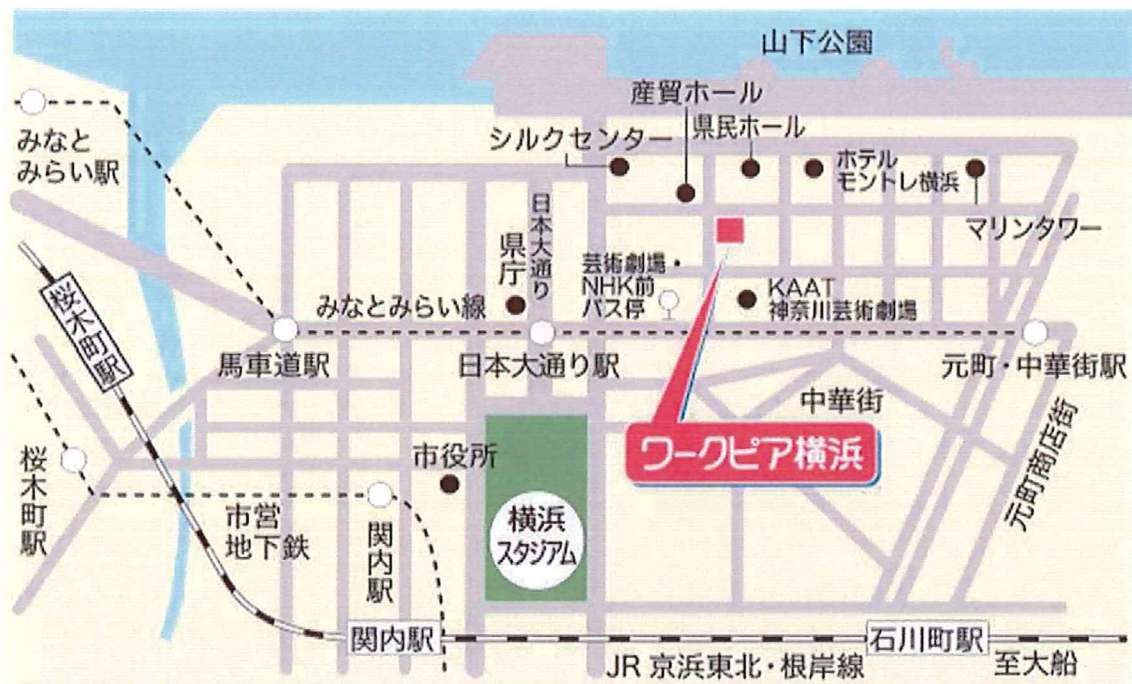 山下公園
産貿ホール
シルクセンター
県民ホール
ホテル
モントレ横浜
マリンタワー
みなと
みらい駅
日本大通り
県庁
芸術劇場・
NHK前
バス停
KAAT
神奈川芸術劇場
桜木町駅
みなとみらい線
馬車道駅
日本大通り駅
元町・中華街駅
中華街
ワークピア横浜
元町商店街
市役所
桜木町駅
市営
地下鉄
関内駅
横浜
スタジアム
関内駅
石川町駅
JR 京浜東北・根岸線
至大船